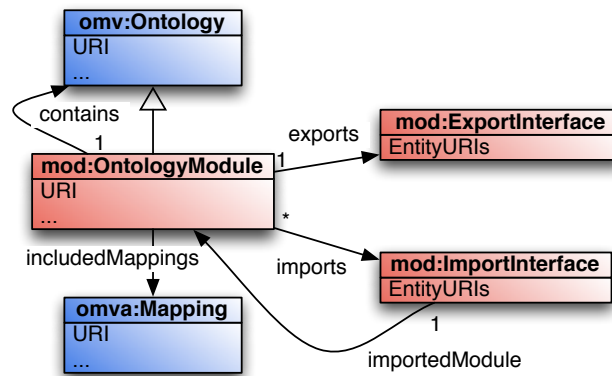 omv:Ontology
URI
...
contains
1
mod:OntologyModule
URI
...
exports
1
mod:ExportInterface
EntityURIs
*
imports
includedMappings
mod:ImportInterface
EntityURIs
1
omva:Mapping
URI
...
importedModule